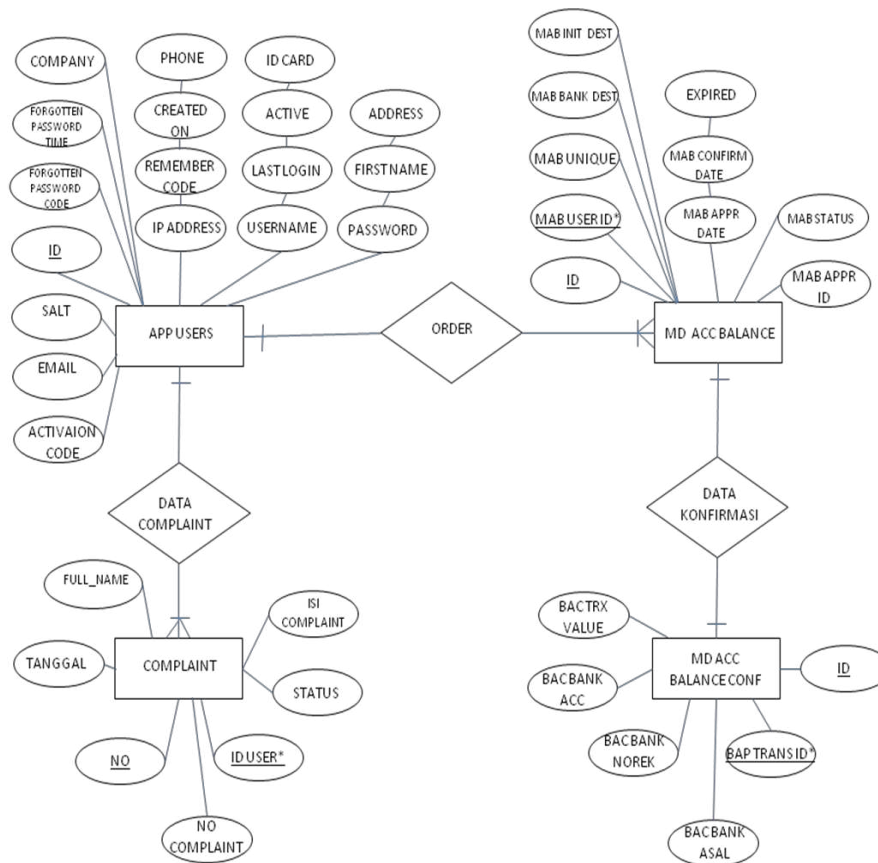 COMPANY
FORGOTTEN
PASSWORD
TIME
FORGOTTEN
PASSWORD
CODE
ID
SALT
EMAIL
ACTIVAION
CODE
PHONE
CREATED
ON
REMEMBER
CODE
IP ADDRESS
ID CARD
ACTIVE
LAST LOGIN
USERNAME
ADDRESS
FIRST NAME
PASSWORD
APP USERS
ORDER
MAB INIT DEST
MAB BANK DEST
MAB UNIQUE
MAB USER ID*
ID
EXPIRED
MAB CONFIRM
DATE
MAB APPR
DATE
MAB STATUS
MAB APPR
ID
MD ACC BALANCE
DATA
COMPLAINT
DATA
KONFIRMASI
FULL_NAME
TANGGAL
ISI
COMPLAINT
STATUS
COMPLAINT
NO
ID USER*
NO
COMPLAINT
BAC TRX
VALUE
BAC BANK
ACC
MD ACC
BALANCE CONF
ID
BAC BANK
NOREK
BAP TRANS ID*
BAC BANK
ASAL